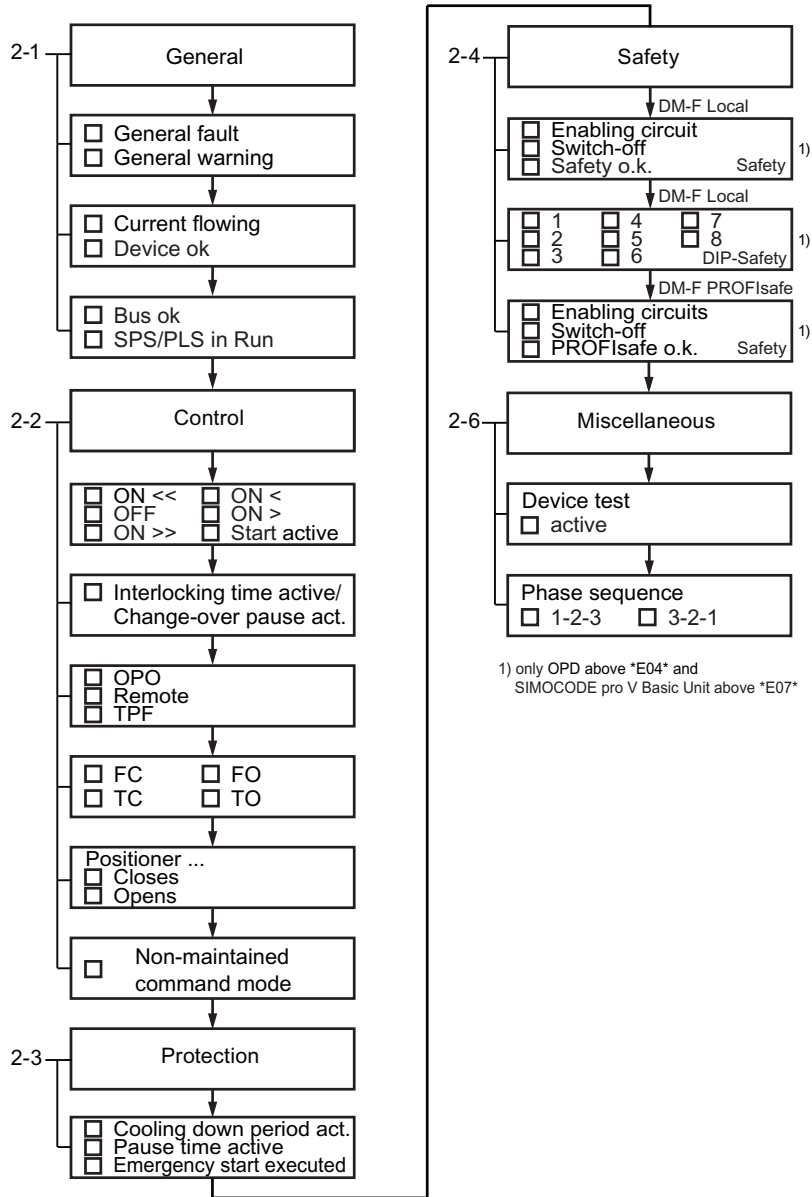 2-1
General
General fault
General warning
Current flowing
Device ok
Bus ok
SPS/PLS in Run
2-2
Control
ON << ON <
OFF ON >
ON >> Start active
Interlocking time active/
Change-over pause act.
OPO
Remote
TPF
FC FO
TC TO
Positioner ...
Closes
Opens
Non-maintained
command mode
2-3
Protection
Cooling down period act.
Pause time active
Emergency start executed
2-4
Safety
DM-F Local
Enabling circuit
Switch-off
Safety o.k. Safety
1)
DM-F Local
1 4 7
2 5 8
3 6 DIP-Safety
1)
DM-F PROFIsafe
Enabling circuits
Switch-off
PROFIsafe o.k. Safety
1)
2-6
Miscellaneous
Device test
active
Phase sequence
1-2-3 3-2-1
1) only OPD above *E04* and
SIMOCODE pro V Basic Unit above *E07*